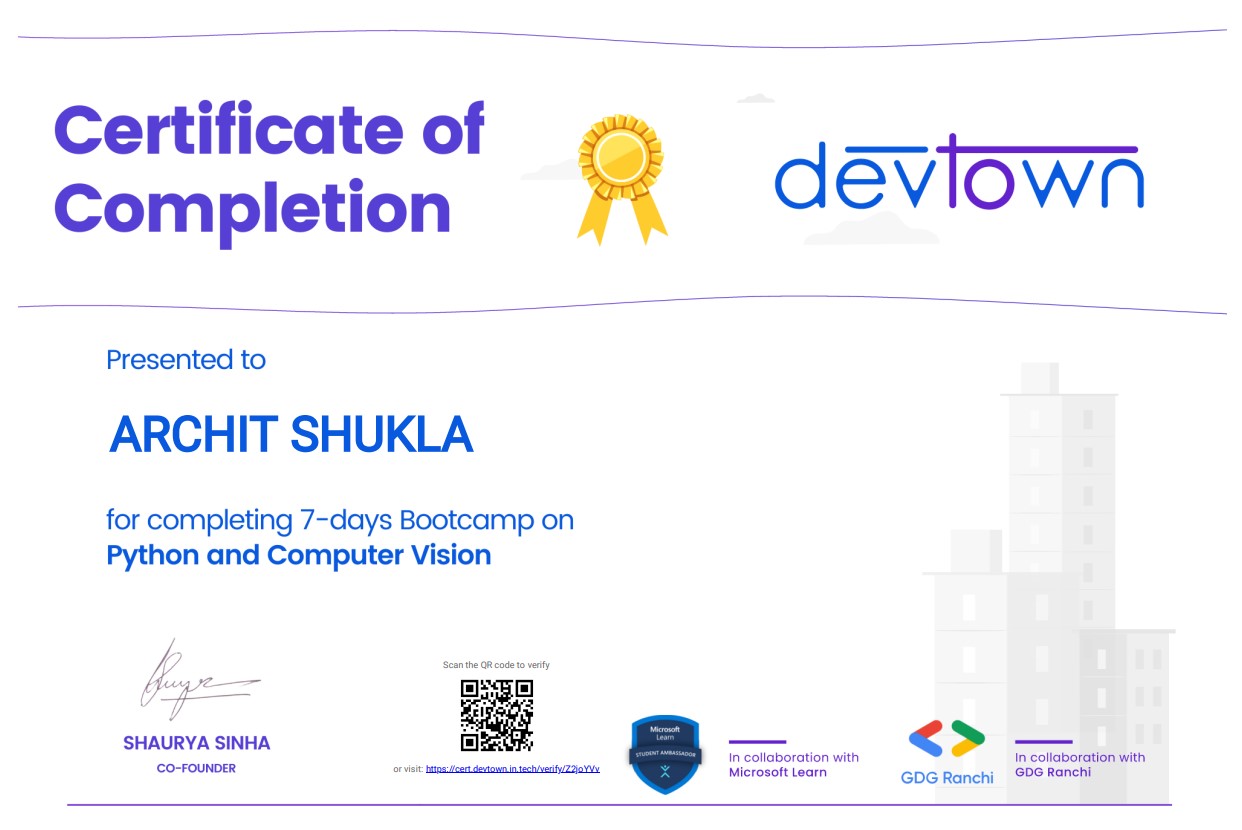 Certificate of
Completion
devtown
Presented to
ARCHIT SHUKLA
for completing 7-days Bootcamp on
Python and Computer Vision
Scan the QR code to verify
SHAURYA SINHA
CO-FOUNDER
or visit: https://cert.devtown.in.tech/verify/Z2joYVv
Microsoft
Learn
STUDENT AMBASSADOR
In collaboration with
Microsoft Learn
GDG Ranchi
In collaboration with
GDG Ranchi